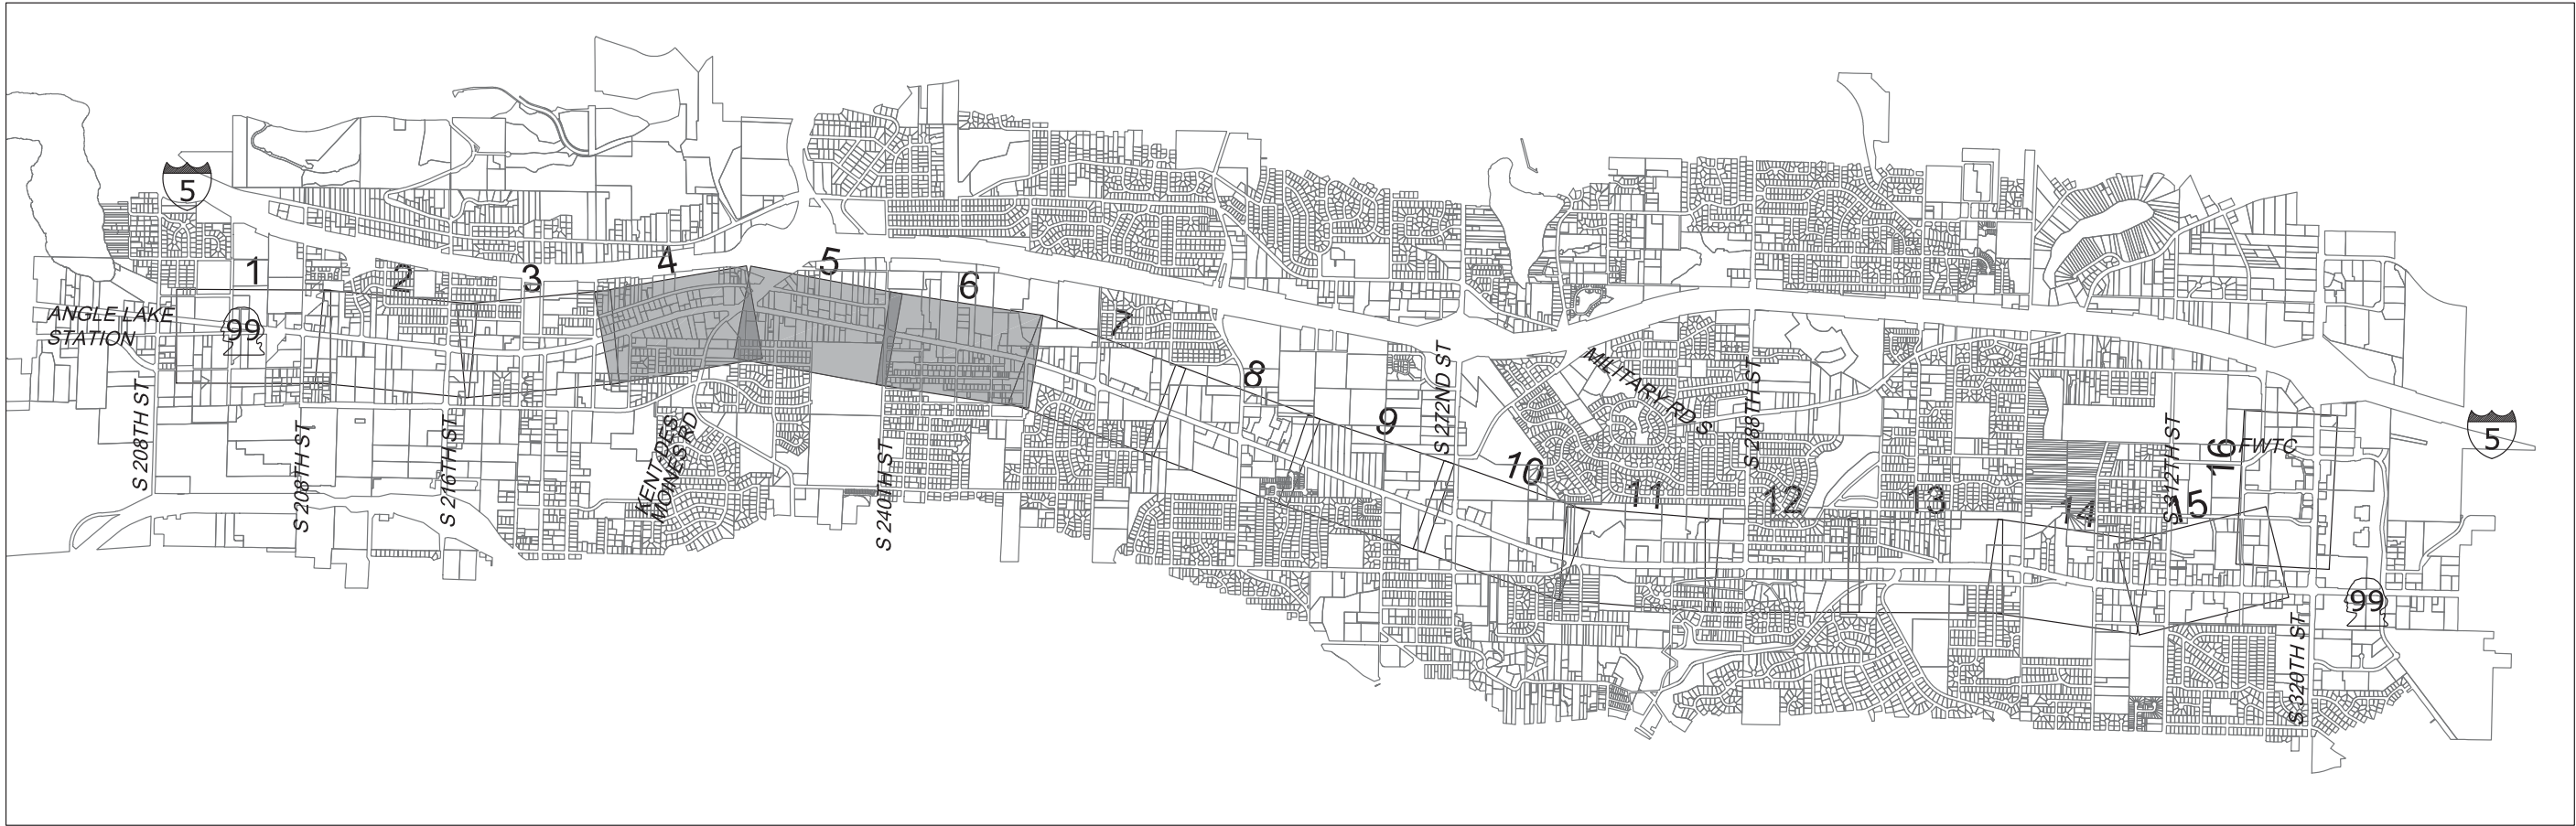 5
1
2
3
4
5
6
7
8
9
10
11
12
13
14
15
16
ANGLE LAKE
STATION
99
S 208TH ST
S 208TH ST
S 216TH ST
KENT-DES
MOINES RD
S 240TH ST
S 272ND ST
MILITARY RD S
S 288TH ST
S 312TH ST
FWTC
5
99
S 320TH ST